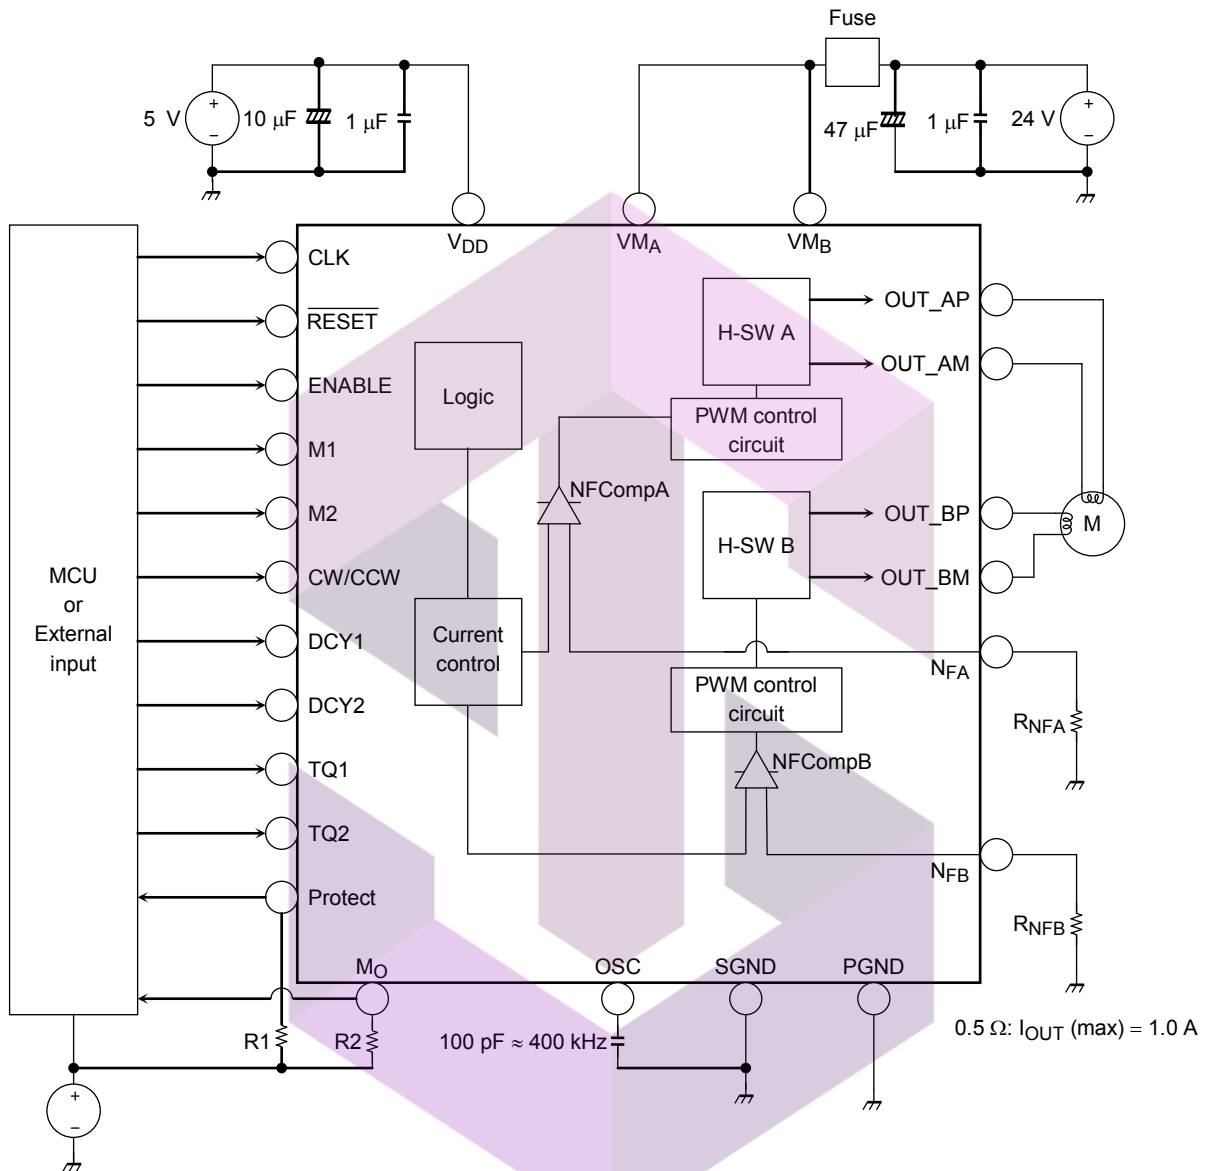 Fuse
5 V
10 μF
1 μF
47 μF
1 μF
24 V
+
−
+
−
VDD
VMA
VMB
CLK
RESET
ENABLE
M1
M2
CW/CCW
DCY1
DCY2
TQ1
TQ2
Protect
MCU
or
External
input
Logic
Current
control
NFCompA
H-SW A
PWM control
circuit
H-SW B
PWM control
circuit
NFCompB
OUT_AP
OUT_AM
OUT_BP
OUT_BM
M
NFA
RNFA
NFB
RNFB
MO
OSC
SGND
PGND
R1
R2
100 pF ≈ 400 kHz
0.5 Ω: IOUT (max) = 1.0 A
+
−